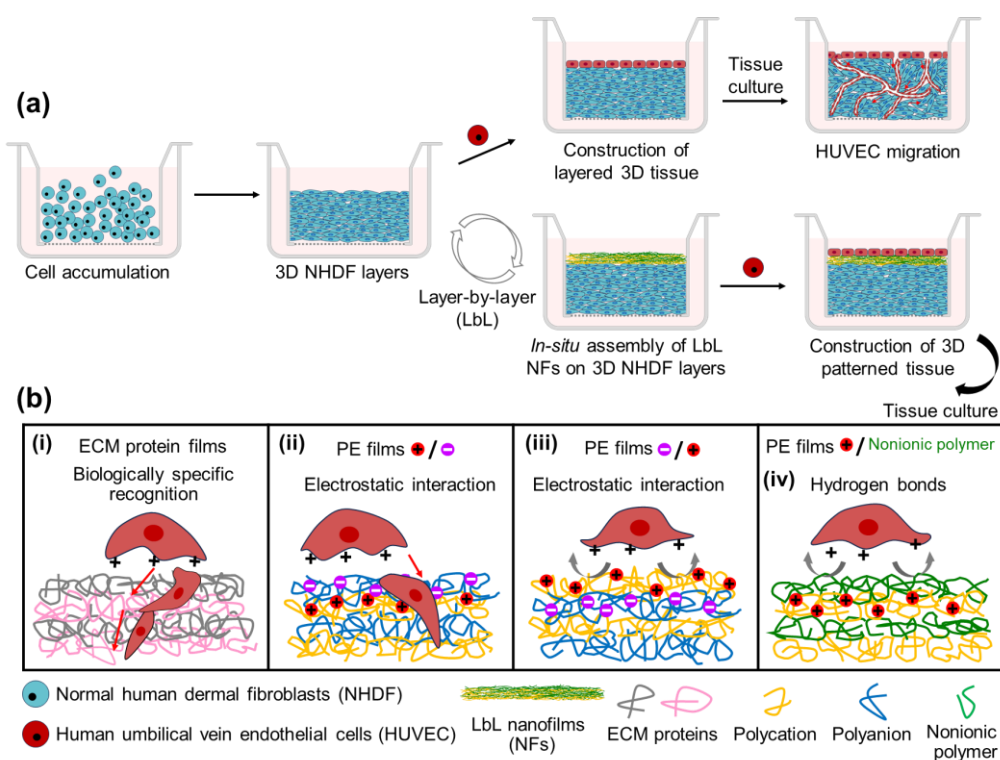 (a)
Cell accumulation
3D NHDF layers
Construction of
layered 3D tissue
Tissue
culture
HUVEC migration
Layer-by-layer
(LbL)
In-situ assembly of LbL
NFs on 3D NHDF layers
Construction of 3D
patterned tissue
Tissue culture
(b)
(i)
ECM protein films
Biologically specific
recognition
+ + +
(ii)
PE films + / −
Electrostatic interaction
+ + +
(iii)
PE films − / +
Electrostatic interaction
+ + +
PE films + / Nonionic polymer
(iv)
Hydrogen bonds
+ + +
Normal human dermal fibroblasts (NHDF)
Human umbilical vein endothelial cells (HUVEC)
LbL nanofilms
(NFs)
ECM proteins
Polycation
Polyanion
Nonionic
polymer